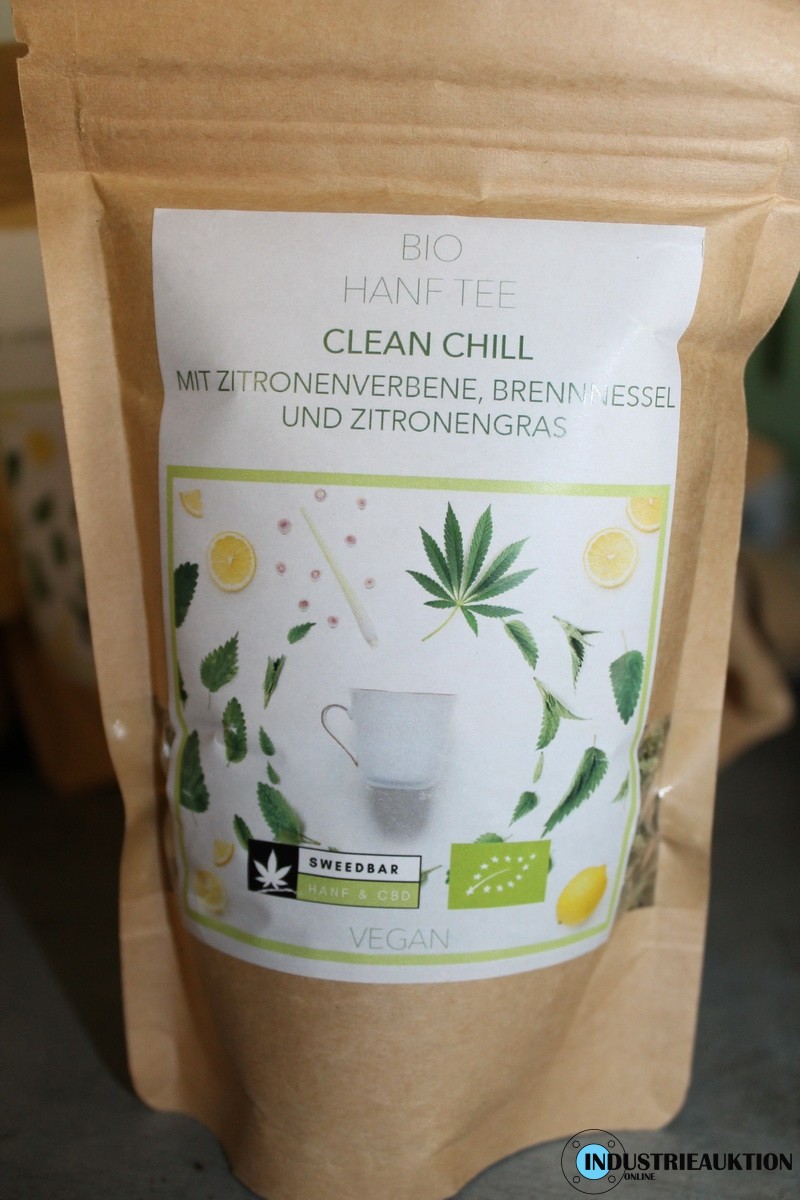 BIO
HANF TEE
CLEAN CHILL
MIT ZITRONENVERBENE, BRENNNESSEL
UND ZITRONENGRAS
SWEEDBAR
HANF & CBD
VEGAN
INDUSTRIEAUKTION
ONLINE